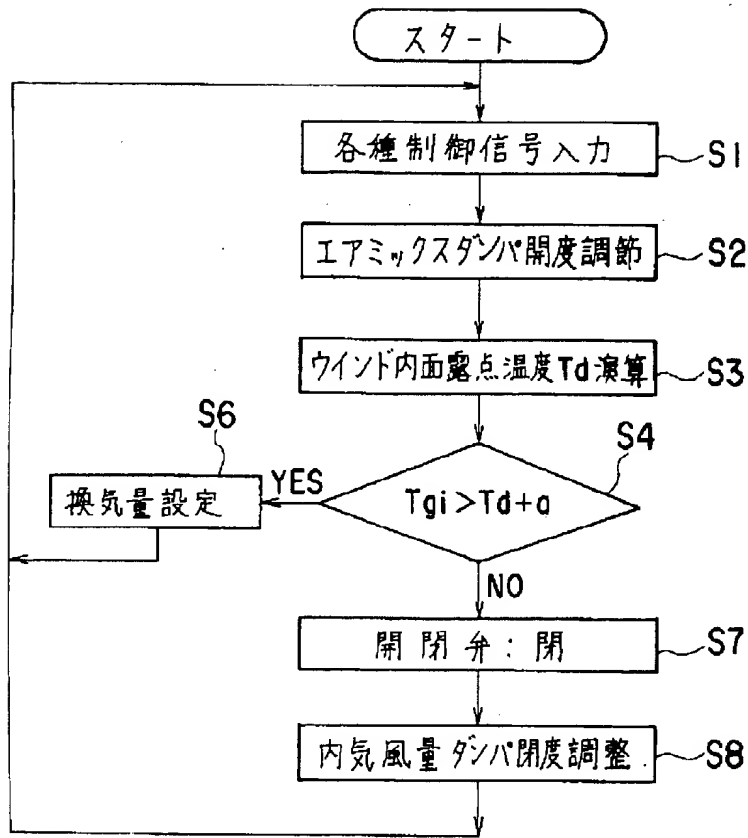 スタート
各種制御信号入力
S1
エアミックスダンパ開度調節
S2
ウインド内面露点温度Td演算
S3
S6
S4
換気量設定
YES
Tgi>Td+α
NO
開閉弁:閉
S7
内気風量ダンパ閉度調整
S8